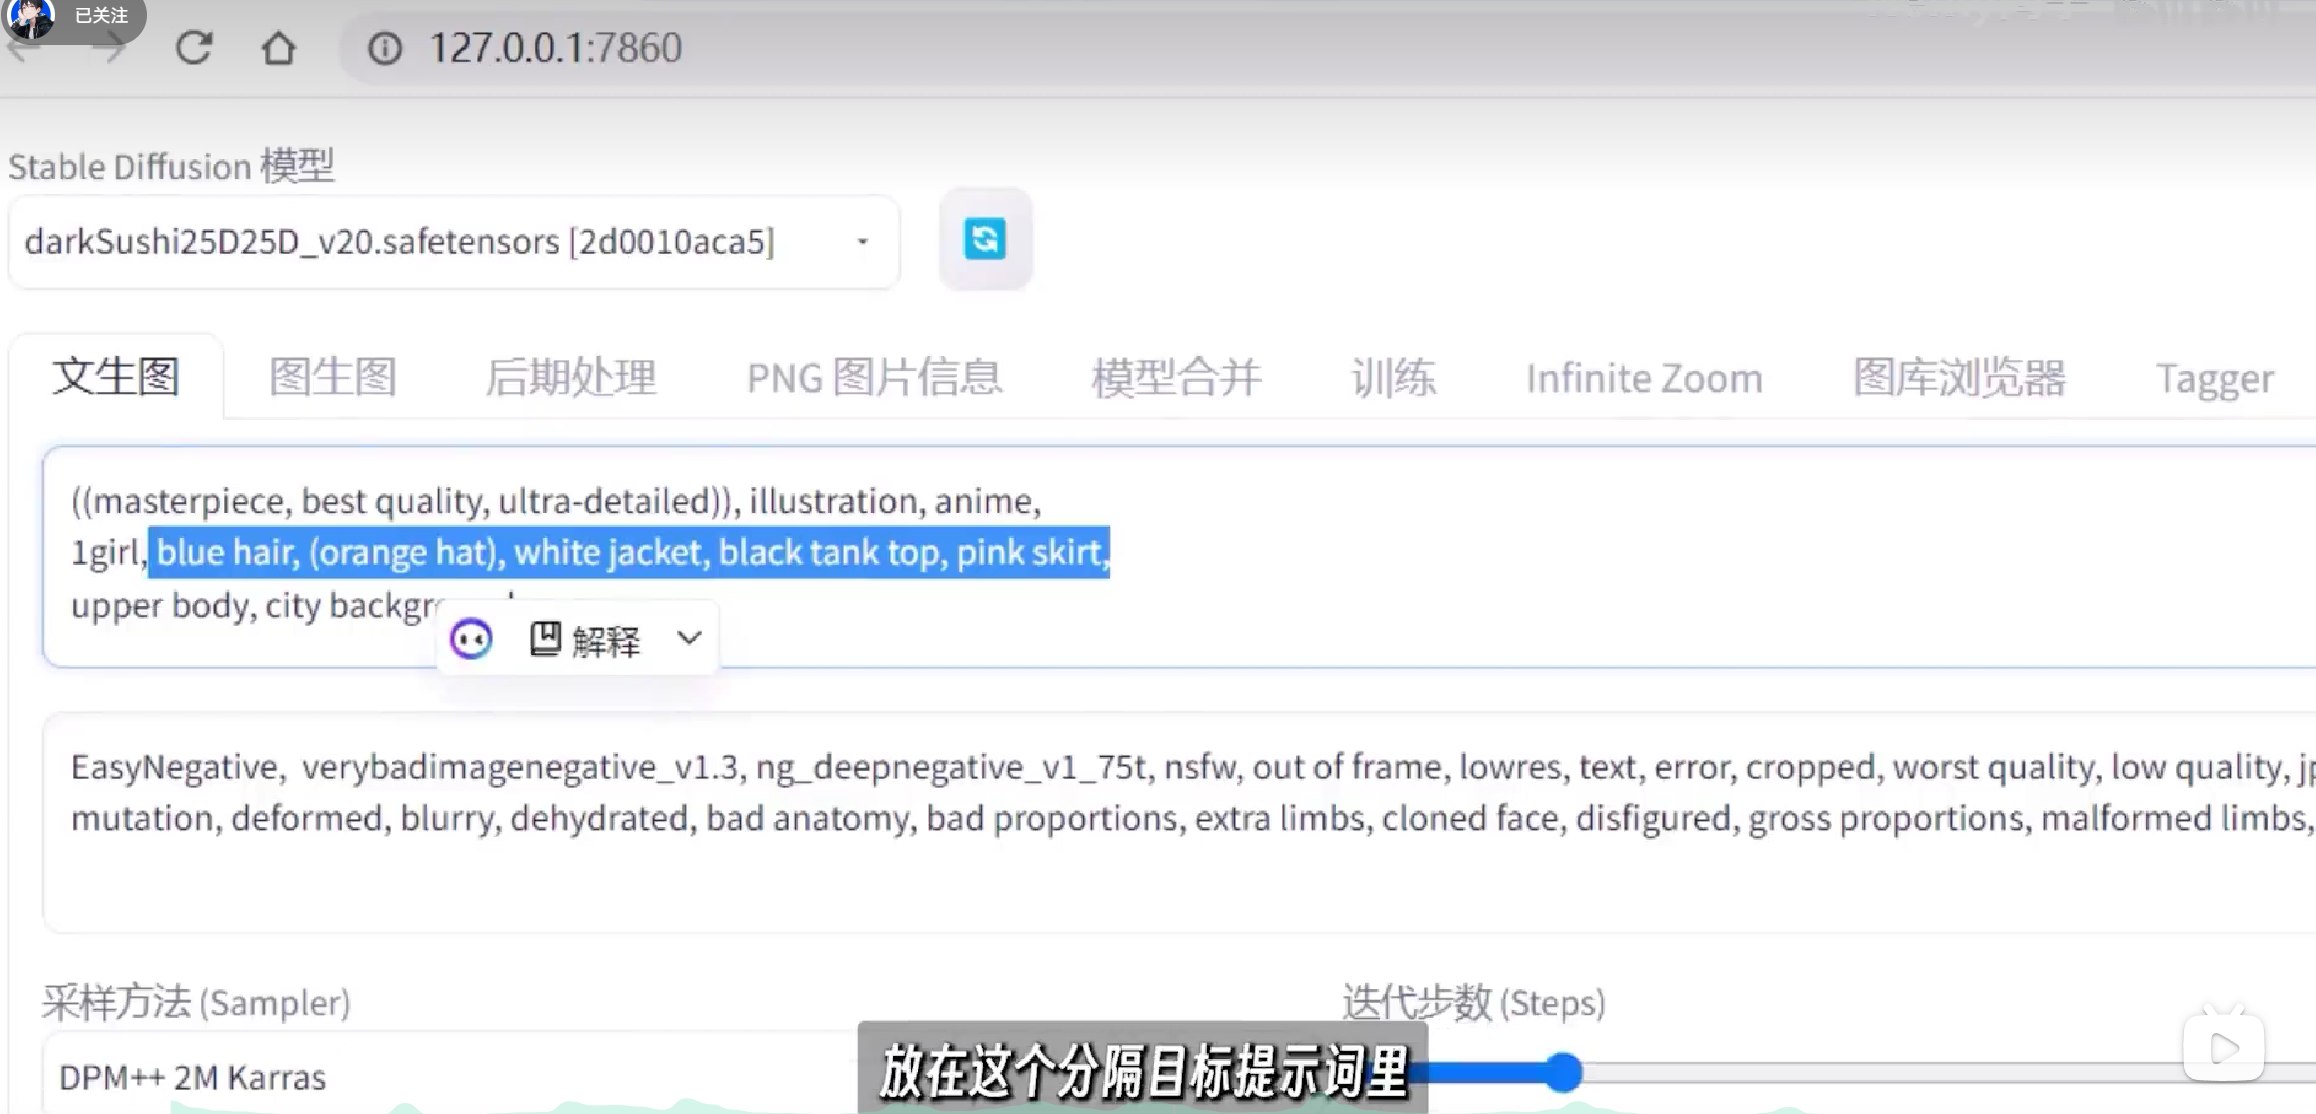 已关注
127.0.0.1:7860
Stable Diffusion 模型
darkSushi25D25D_v20.safetensors [2d0010aca5]
文生图 图生图 后期处理 PNG 图片信息 模型合并 训练 Infinite Zoom 图库浏览器 Tagger
((masterpiece, best quality, ultra-detailed)), illustration, anime,
1girl, blue hair, (orange hat), white jacket, black tank top, pink skirt,
upper body, city backgr
解释
EasyNegative, verybadimagenegative_v1.3, ng_deepnegative_v1_75t, nsfw, out of frame, lowres, text, error, cropped, worst quality, low quality, jp
mutation, deformed, blurry, dehydrated, bad anatomy, bad proportions, extra limbs, cloned face, disfigured, gross proportions, malformed limbs,
采样方法 (Sampler) 迭代步数 (Steps)
DPM++ 2M Karras
放在这个分隔目标提示词里